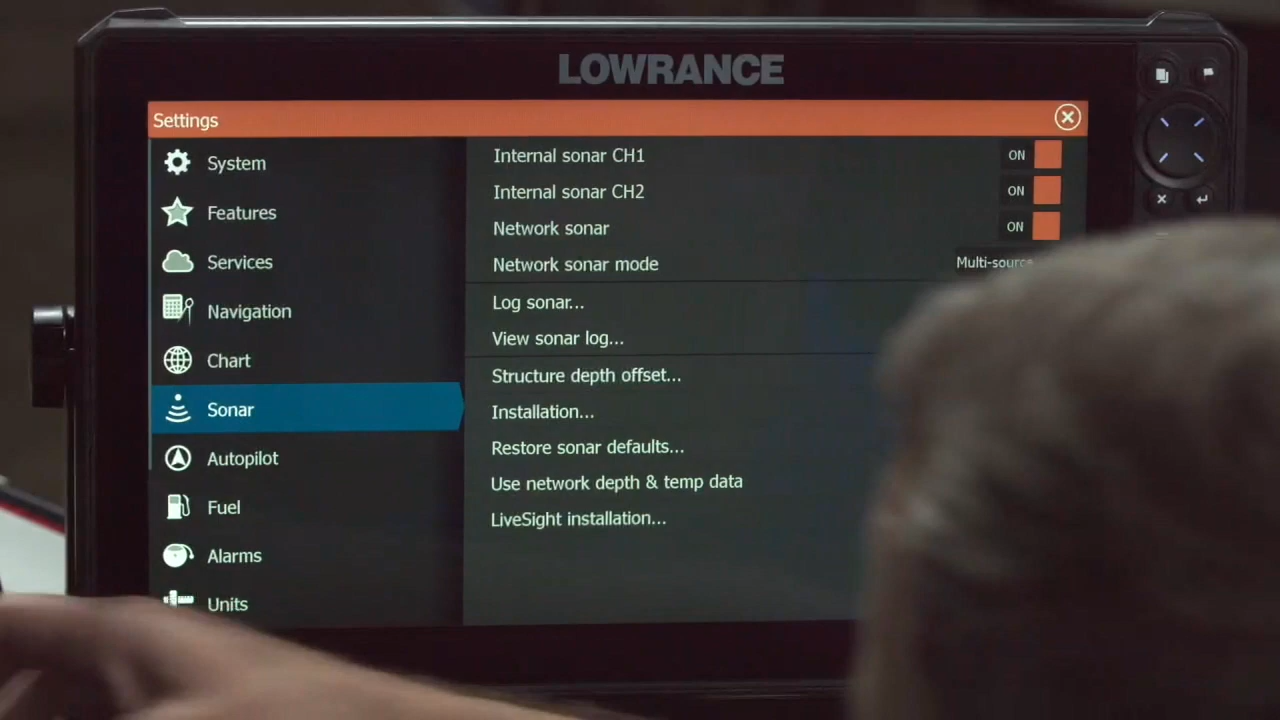 LOWRANCE
Settings
System
Features
Services
Navigation
Chart
Sonar
Autopilot
Fuel
Alarms
Units
Internal sonar CH1 ON
Internal sonar CH2 ON
Network sonar ON
Network sonar mode Multi-source
Log sonar...
View sonar log...
Structure depth offset...
Installation...
Restore sonar defaults...
Use network depth & temp data
LiveSight installation...